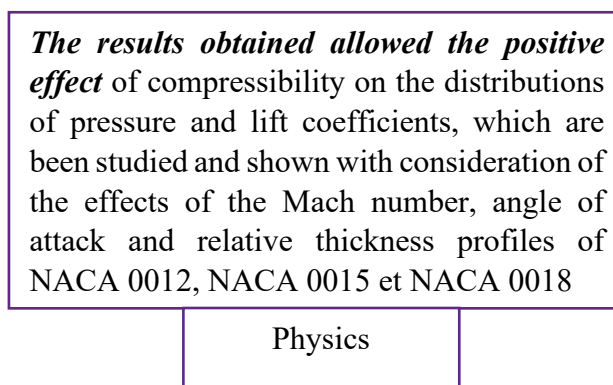 The results obtained allowed the positive
effect of compressibility on the distributions
of pressure and lift coefficients, which are
been studied and shown with consideration of
the effects of the Mach number, angle of
attack and relative thickness profiles of
NACA 0012, NACA 0015 et NACA 0018
Physics